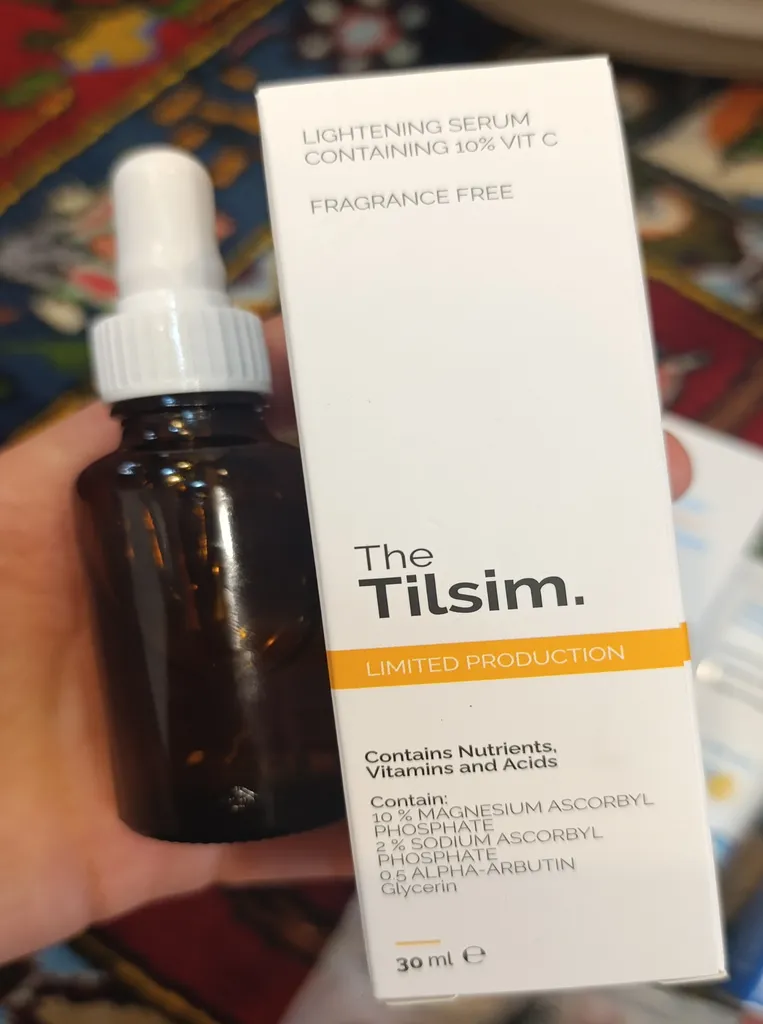 LIGHTENING SERUM
CONTAINING 10% VIT C
FRAGRANCE FREE
The
Tilsim.
LIMITED PRODUCTION
Contains Nutrients,
Vitamins and Acids
Contain:
10 % MAGNESIUM ASCORBYL
PHOSPHATE
2 % SODIUM ASCORBYL
PHOSPHATE
0.5 ALPHA-ARBUTIN
Glycerin
30 ml ℮